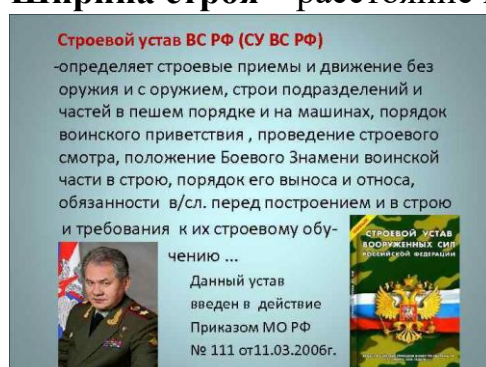 Ширина строя – расстояние
Строевой устав ВС РФ (СУ ВС РФ)
-определяет строевые приемы и движение без
оружия и с оружием, строи подразделений и
частей в пешем порядке и на машинах, порядок
воинского приветствия , проведение строевого
смотра, положение Боевого Знамени воинской
части в строю, порядок его выноса и относа,
обязанности в/сл. перед построением и в строю
и требования к их строевому обу-
чению ...
Данный устав
введен в действие
Приказом МО РФ
№ 111 от11.03.2006г.
СТРОЕВОЙ УСТАВ
ВООРУЖЕННЫХ СИЛ
РОССИЙСКОЙ ФЕДЕРАЦИИ